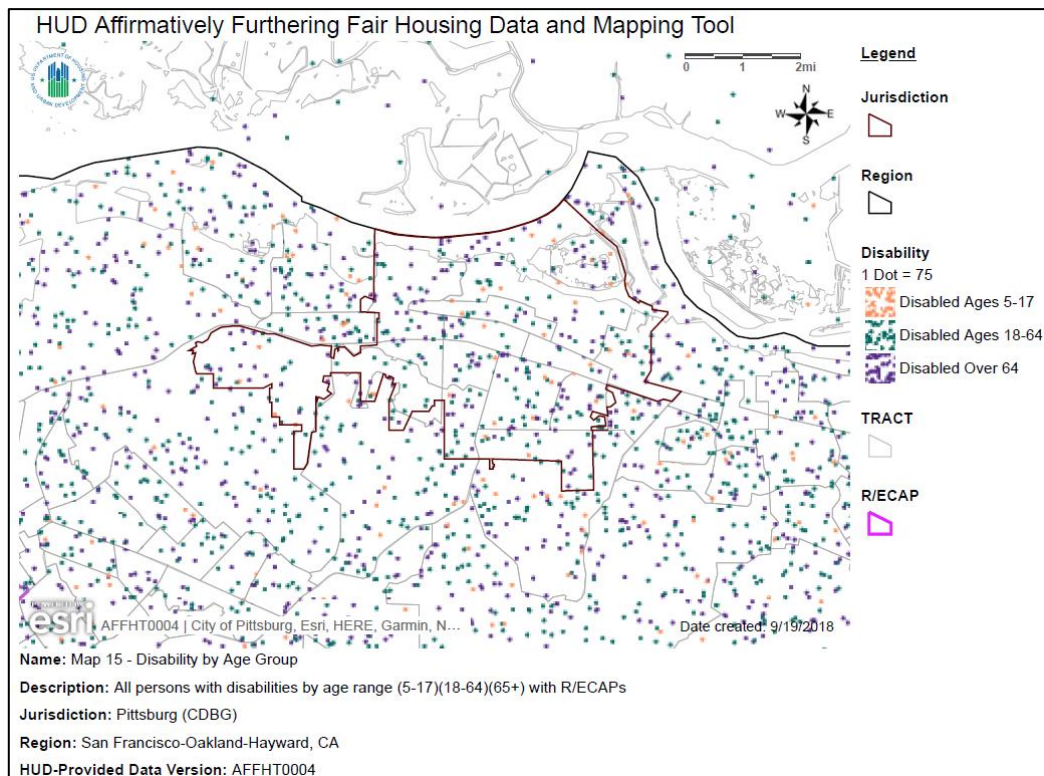 HUD Affirmatively Furthering Fair Housing Data and Mapping Tool
0 1 2mi
N
W E
S
Legend
Jurisdiction
Region
Disability
1 Dot = 75
Disabled Ages 5-17
Disabled Ages 18-64
Disabled Over 64
TRACT
R/ECAP
esri
AFFHT0004 | City of Pittsburg, Esri, HERE, Garmin, N...
Date created: 9/19/2018
Name: Map 15 - Disability by Age Group
Description: All persons with disabilities by age range (5-17)(18-64)(65+) with R/ECAPs
Jurisdiction: Pittsburg (CDBG)
Region: San Francisco-Oakland-Hayward, CA
HUD-Provided Data Version: AFFHT0004